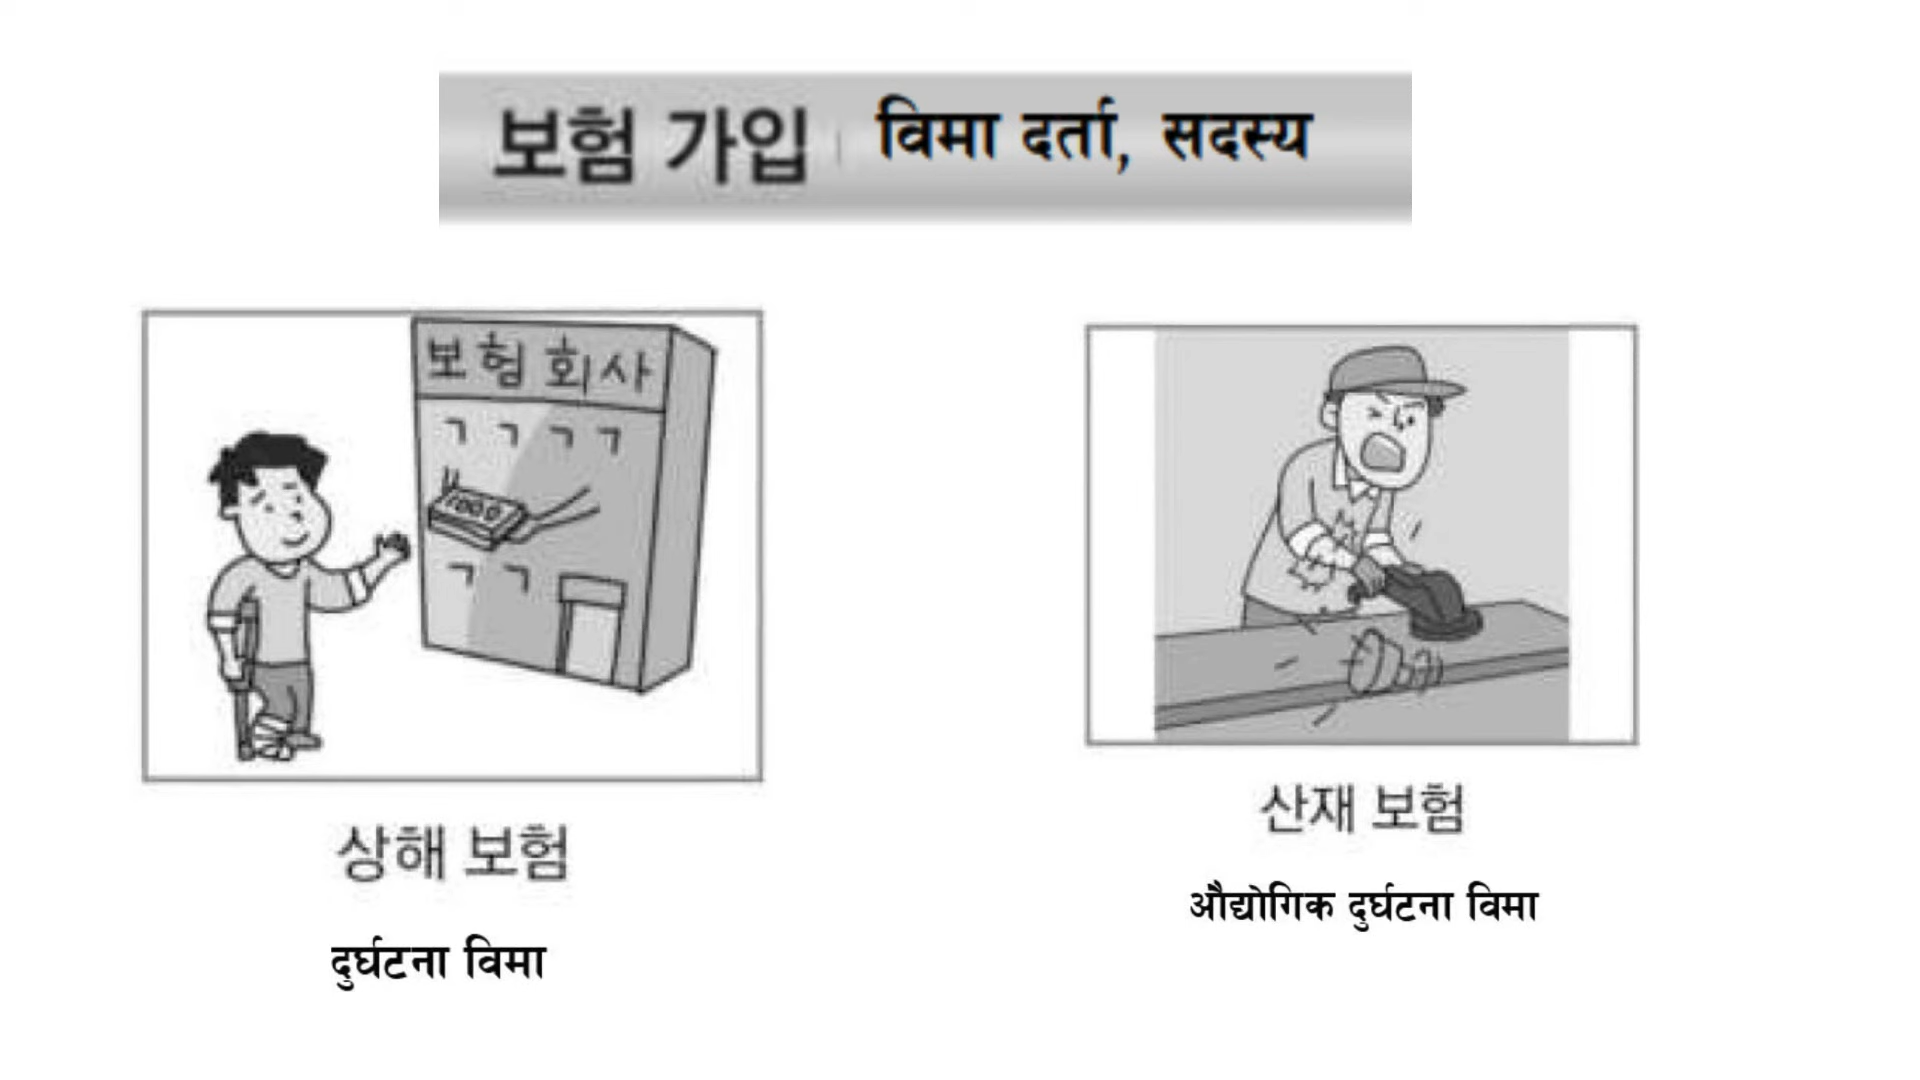 보험 가입 विमा दर्ता, सदस्य
보험 회사
ㄱ ㄱ ㄱ ㄱ
1000
ㄱ ㄱ
상해 보험
दुर्घटना विमा
산재 보험
औद्योगिक दुर्घटना विमा